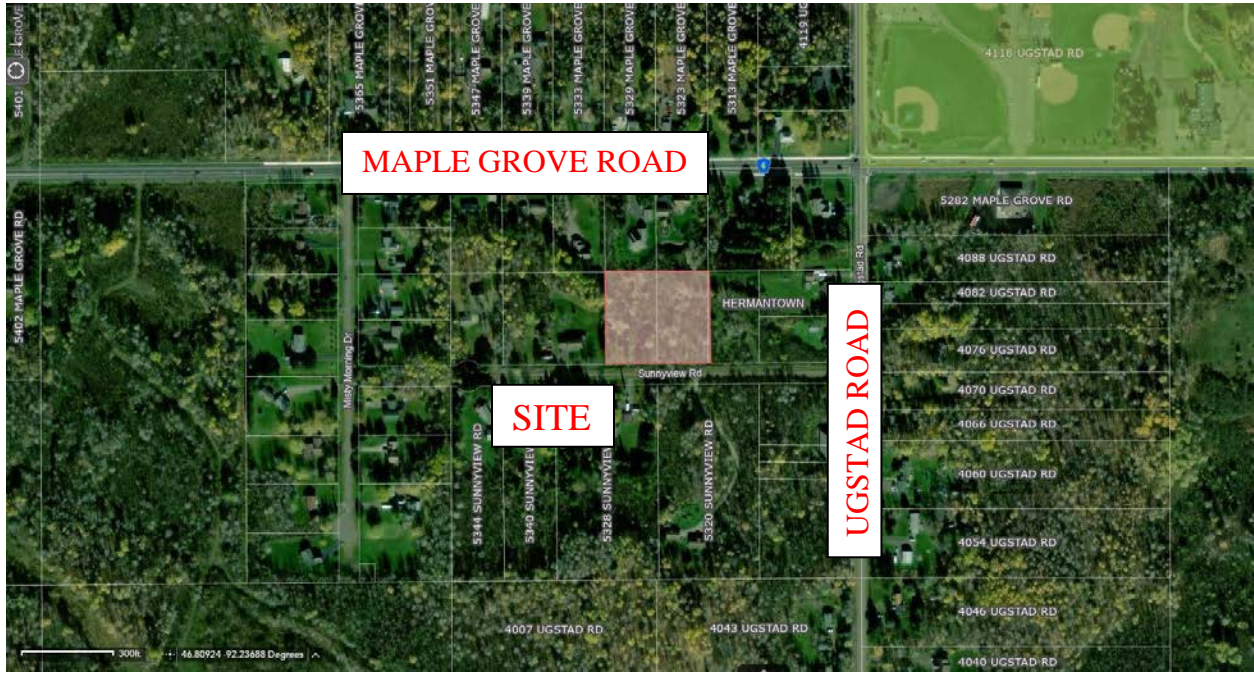 5401
E GROVE
5365 MAPLE GROVE
5351 MAPLE GROV
5347 MAPLE GROVE
5339 MAPLE GROVE
5333 MAPLE GROVE
5329 MAPLE GROVE
5323 MAPLE GROVE
5313 MAPLE GROVE
4119 UG
4118 UGSTAD RD
MAPLE GROVE ROAD
5282 MAPLE GROVE RD
5402 MAPLE GROVE RD
4088 UGSTAD RD
stad Rd
4082 UGSTAD RD
HERMANTOWN
Misty Morning Dr
4076 UGSTAD RD
Sunnyview Rd
4070 UGSTAD RD
SITE
UGSTAD ROAD
4066 UGSTAD RD
5344 SUNNYVIEW RD
5340 SUNNYVIEW
5328 SUNNYVIEW
5320 SUNNYVIEW RD
4060 UGSTAD RD
4054 UGSTAD RD
4046 UGSTAD RD
4007 UGSTAD RD
4043 UGSTAD RD
300ft
46.80924 -92.23688 Degrees
4040 UGSTAD RD